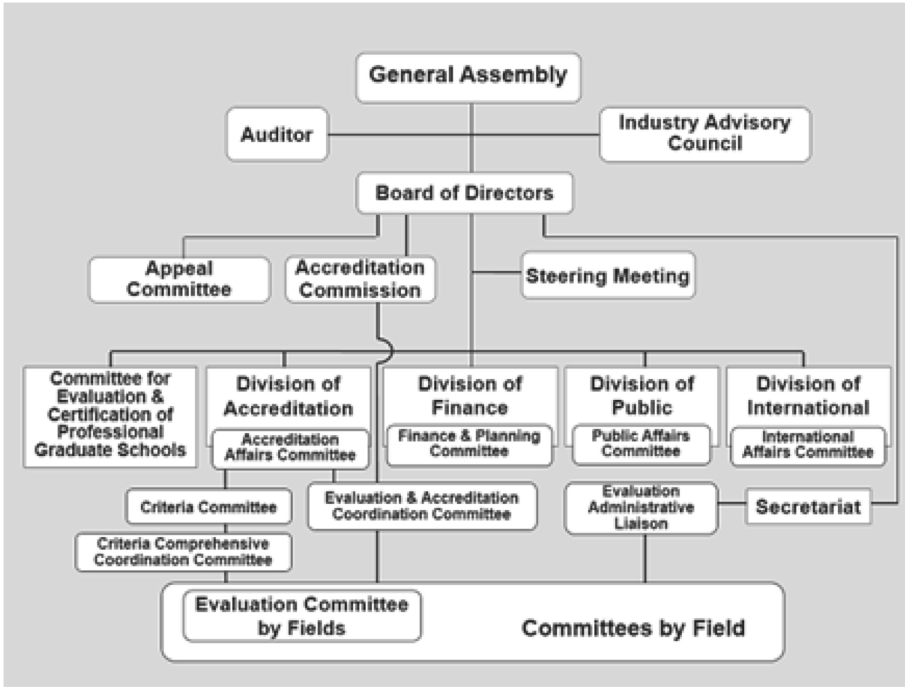 General Assembly
Auditor
Industry Advisory
Council
Board of Directors
Appeal
Committee
Accreditation
Commission
Steering Meeting
Committee for
Evaluation &
Certification of
Professional
Graduate Schools
Division of
Accreditation
Accreditation
Affairs Committee
Division of
Finance
Finance & Planning
Committee
Division of
Public
Public Affairs
Committee
Division of
International
International
Affairs Committee
Criteria Committee
Evaluation & Accreditation
Coordination Committee
Evaluation
Administrative
Liaison
Secretariat
Criteria Comprehensive
Coordination Committee
Evaluation Committee
by Fields
Committees by Field